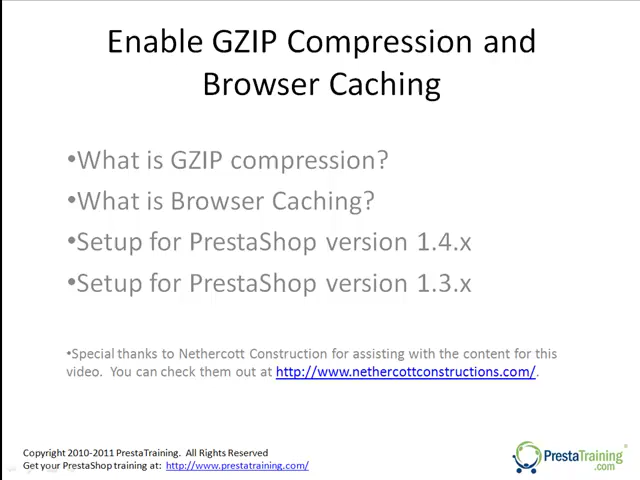 Enable GZIP Compression and
Browser Caching
•What is GZIP compression?
•What is Browser Caching?
•Setup for PrestaShop version 1.4.x
•Setup for PrestaShop version 1.3.x
•Special thanks to Nethercott Construction for assisting with the content for this
video. You can check them out at http://www.nethercottconstructions.com/.
Copyright 2010-2011 PrestaTraining. All Rights Reserved
Get your PrestaShop training at: http://www.prestatraining.com/
PrestaTraining®
.com